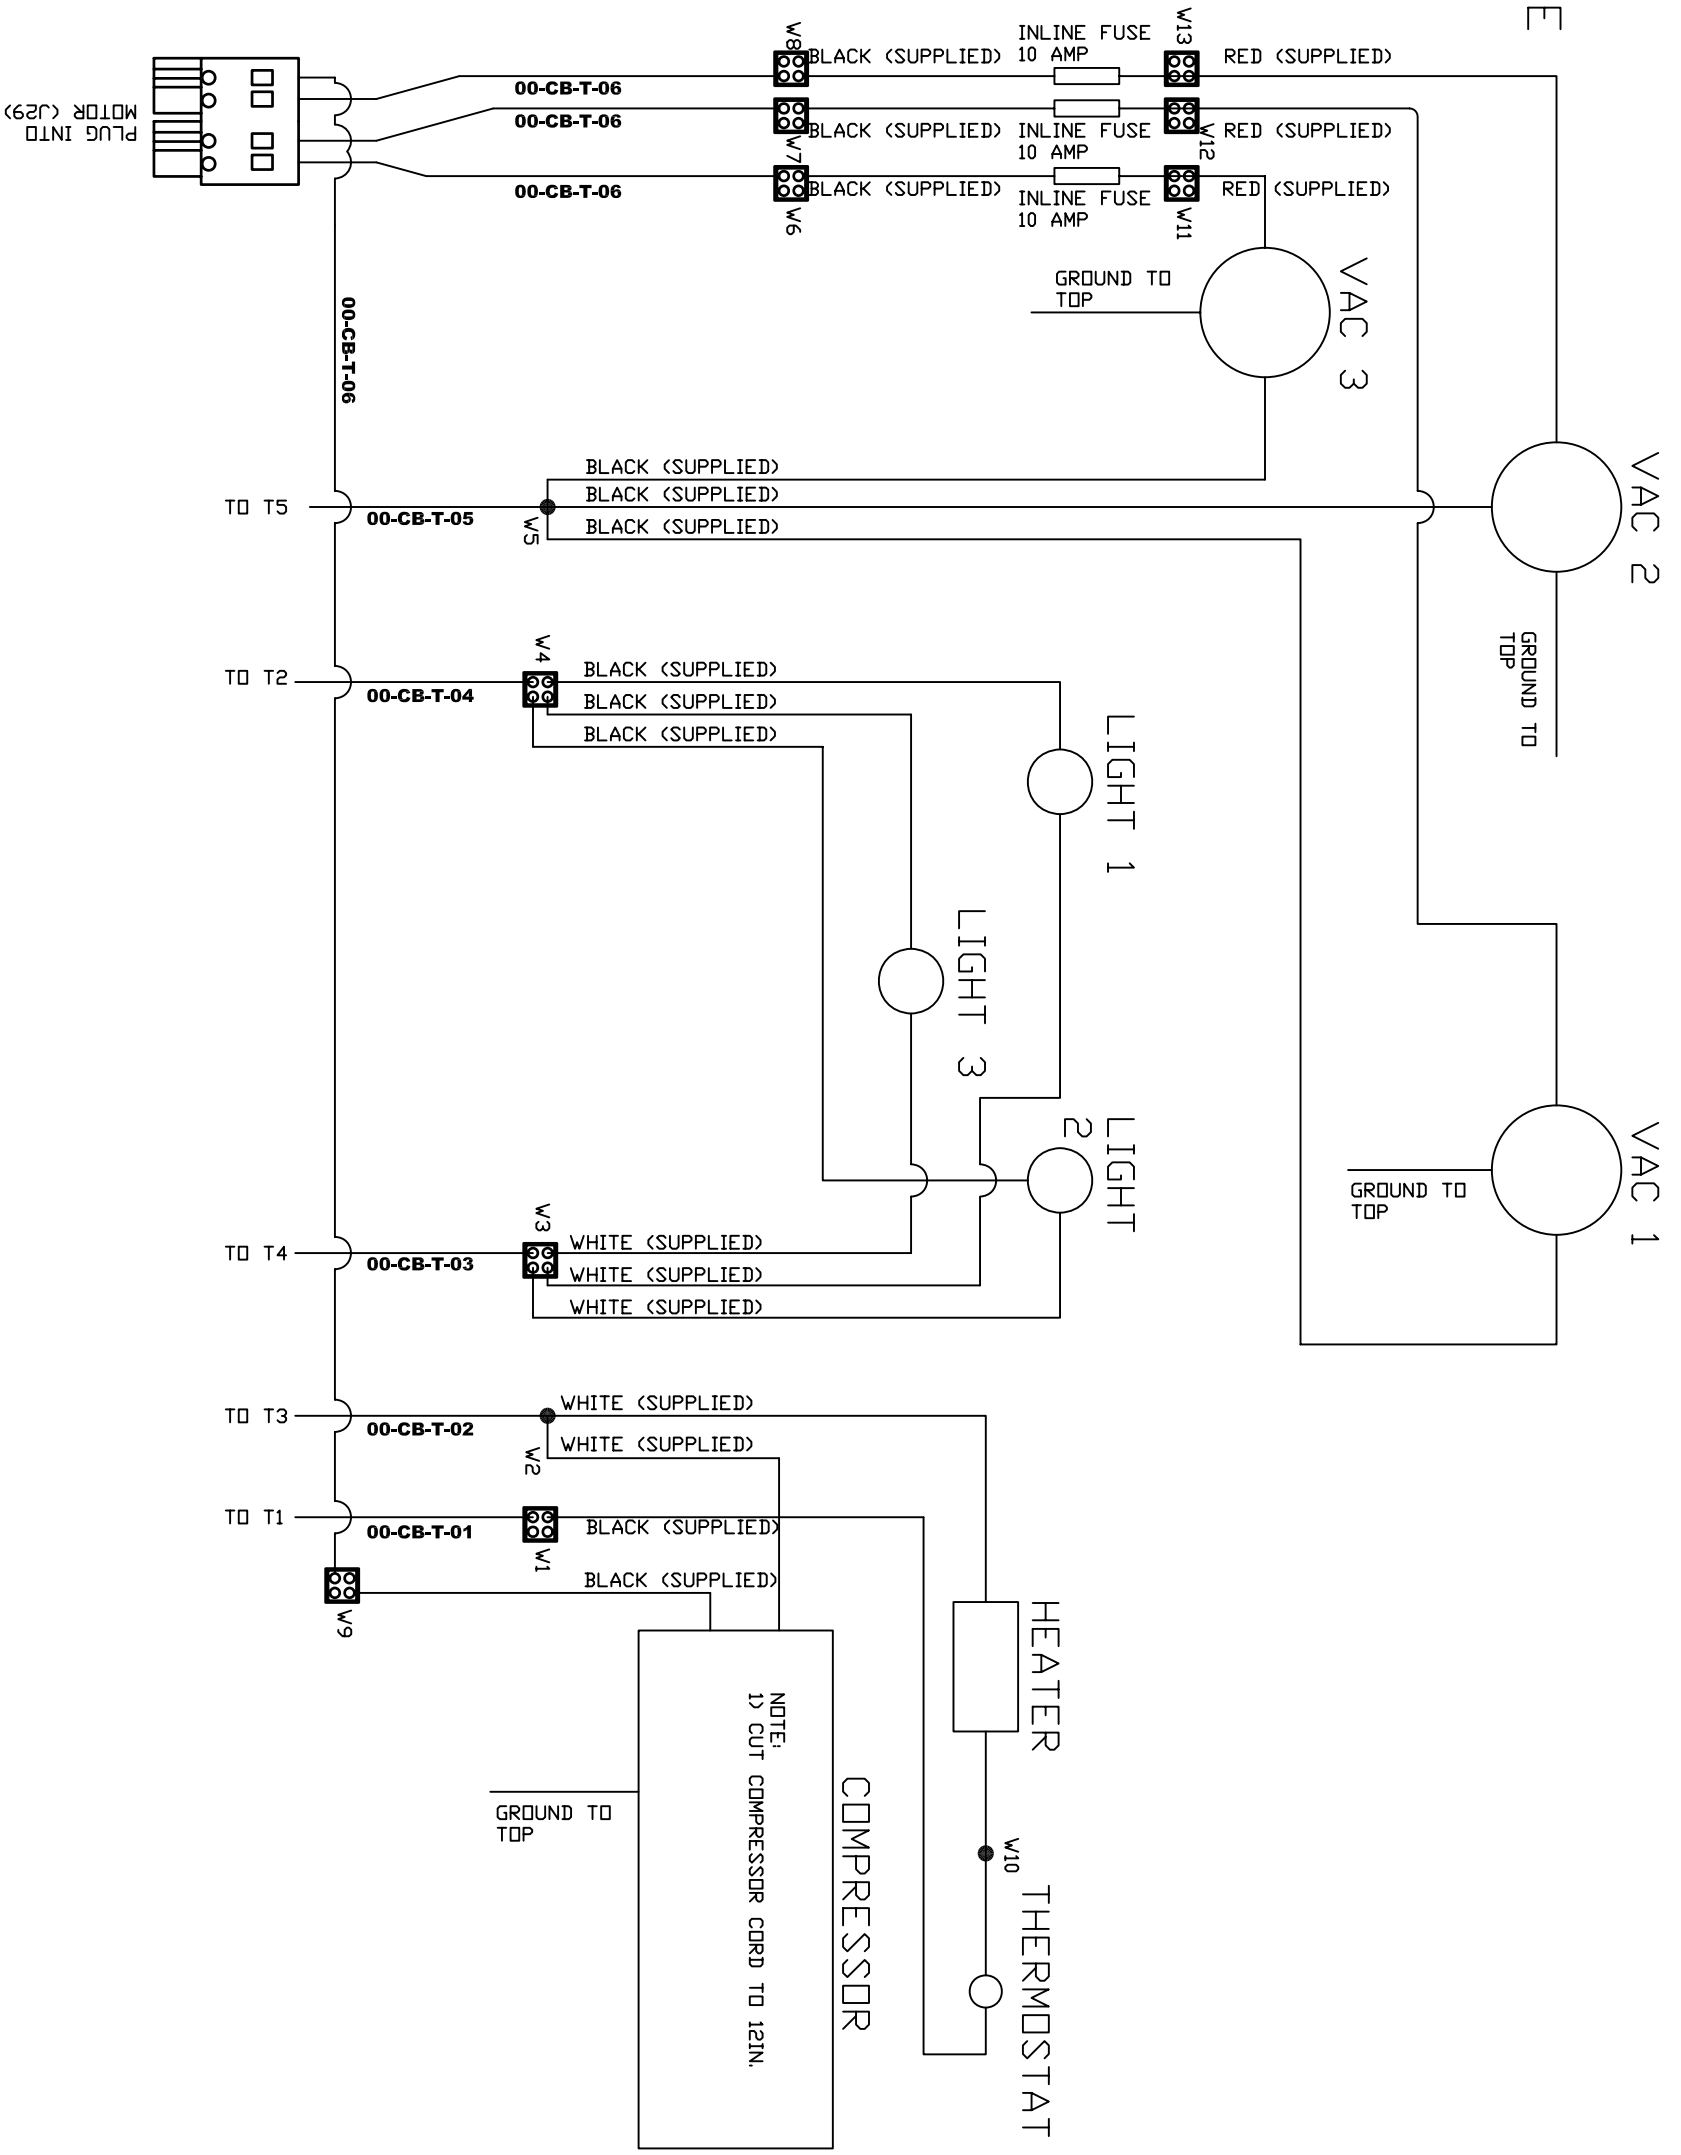 E
W8
BLACK (SUPPLIED)
INLINE FUSE
10 AMP
W13
RED (SUPPLIED)
00-CB-T-06
PLUG INTO
MOTOR (J29)
00-CB-T-06
W7
BLACK (SUPPLIED)
INLINE FUSE
10 AMP
W12
RED (SUPPLIED)
00-CB-T-06
W6
BLACK (SUPPLIED)
INLINE FUSE
10 AMP
W11
RED (SUPPLIED)
00-CB-T-06
GROUND TO
TOP
VAC 3
VAC 2
GROUND TO
TOP
BLACK (SUPPLIED)
BLACK (SUPPLIED)
BLACK (SUPPLIED)
TO T5
00-CB-T-05
W5
W4
BLACK (SUPPLIED)
BLACK (SUPPLIED)
BLACK (SUPPLIED)
TO T2
00-CB-T-04
LIGHT 1
LIGHT 3
LIGHT
2
VAC 1
GROUND TO
TOP
W3
WHITE (SUPPLIED)
WHITE (SUPPLIED)
WHITE (SUPPLIED)
TO T4
00-CB-T-03
WHITE (SUPPLIED)
TO T3
00-CB-T-02
W2
WHITE (SUPPLIED)
TO T1
00-CB-T-01
W1
BLACK (SUPPLIED)
BLACK (SUPPLIED)
W9
HEATER
W10
THERMOSTAT
COMPRESSOR
NOTE:
1) CUT COMPRESSOR CORD TO 12IN.
GROUND TO
TOP